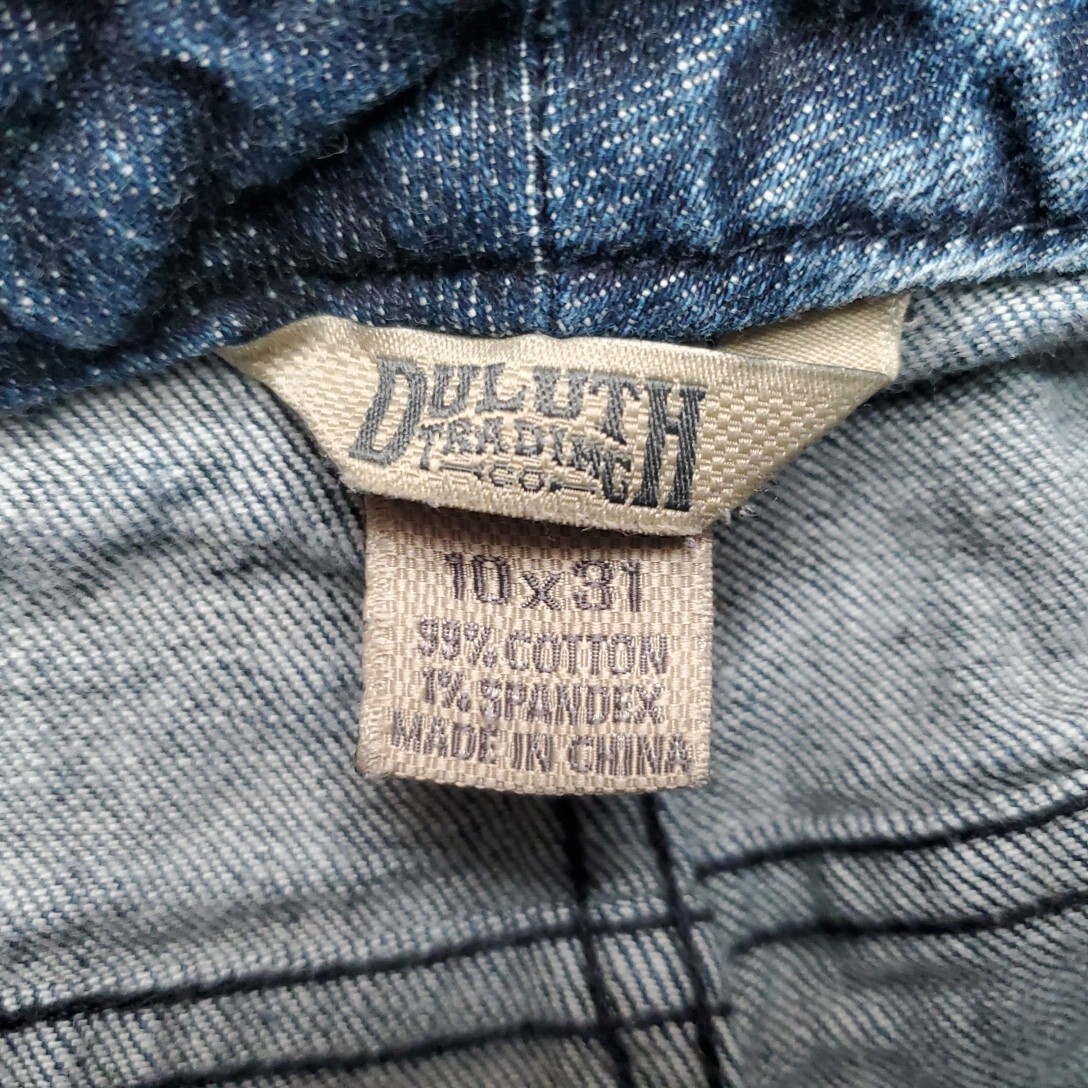 DULUTH
TRADING
CO
10x31
99% COTTON
1% SPANDEX
MADE IN CHINA